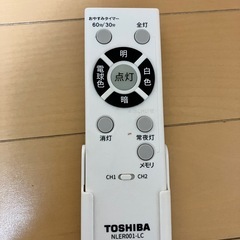 おやすみタイマー
60分/30分
全灯
明
電球色
点灯
白色
暗
消灯
常夜灯
メモリ
CH1
CH2
TOSHIBA
NLER001-LC